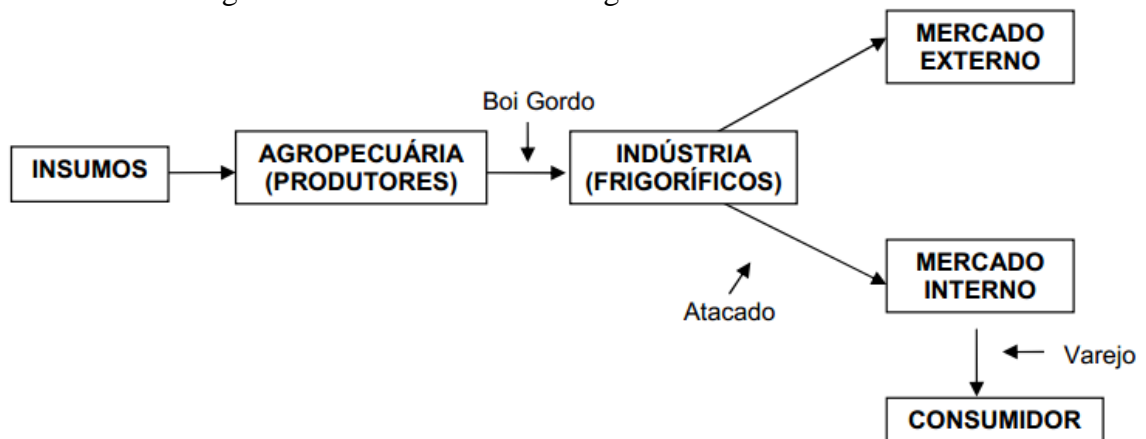 MERCADO
EXTERNO
Boi Gordo
INSUMOS
AGROPECUÁRIA
(PRODUTORES)
INDÚSTRIA
(FRIGORÍFICOS)
MERCADO
INTERNO
Atacado
Varejo
CONSUMIDOR